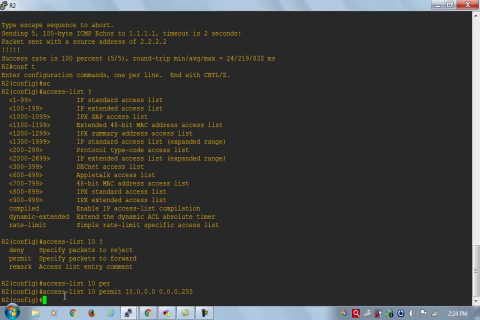 R2
Type escape sequence to abort.
Sending 5, 100-byte ICMP Echos to 1.1.1.1, timeout is 2 seconds:
Packet sent with a source address of 2.2.2.2
!!!!!
Success rate is 100 percent (5/5), round-trip min/avg/max = 24/219/832 ms
R2#conf t
Enter configuration commands, one per line.  End with CNTL/Z.
R2(config)#ac
R2(config)#access-list ?
<1-99> IP standard access list
<100-199> IP extended access list
<1000-1099> IPX SAP access list
<1100-1199> Extended 48-bit MAC address access list
<1200-1299> IPX summary address access list
<1300-1999> IP standard access list (expanded range)
<200-299> Protocol type-code access list
<2000-2699> IP extended access list (expanded range)
<300-399> DECnet access list
<600-699> Appletalk access list
<700-799> 48-bit MAC address access list
<800-899> IPX standard access list
<900-999> IPX extended access list
compiled Enable IP access-list compilation
dynamic-extended Extend the dynamic ACL absolute timer
rate-limit Simple rate-limit specific access list
R2(config)#access-list 10 ?
deny Specify packets to reject
permit Specify packets to forward
remark Access list entry comment
R2(config)#access-list 10 per
R2(config)#access-list 10 permit 10.0.0.0 0.0.0.255
R2(config)#
2:24 PM